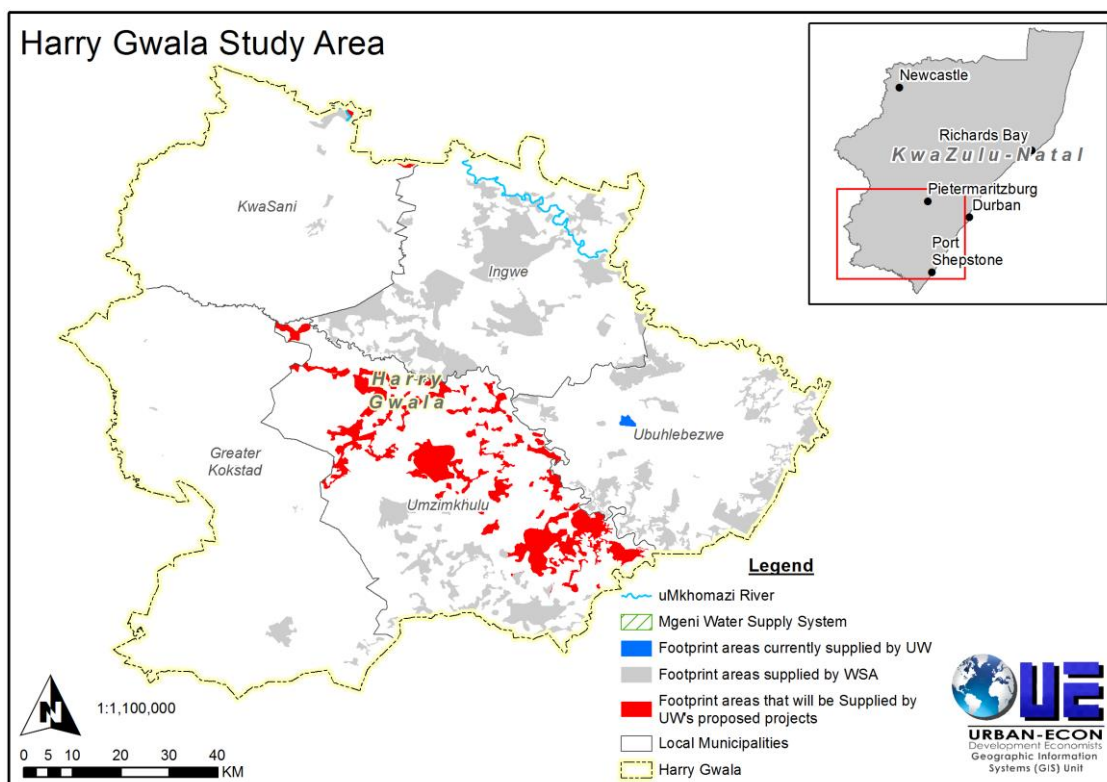 Harry Gwala Study Area
Newcastle
Richards Bay
KwaZulu-Natal
Pietermaritzburg
Durban
Port
Shepstone
KwaSani
Ingwe
Harry
Gwala
Ubuhlebezwe
Greater
Kokstad
Umzimkhulu
Legend
uMkhomazi River
Mgeni Water Supply System
Footprint areas currently supplied by UW
Footprint areas supplied by WSA
Footprint areas that will be Supplied by
UW's proposed projects
Local Municipalities
Harry Gwala
N
1:1,100,000
0 5 10 20 30 40
KM
UE
URBAN-ECON
Development Economists
Geographic Information
Systems (GIS) Unit